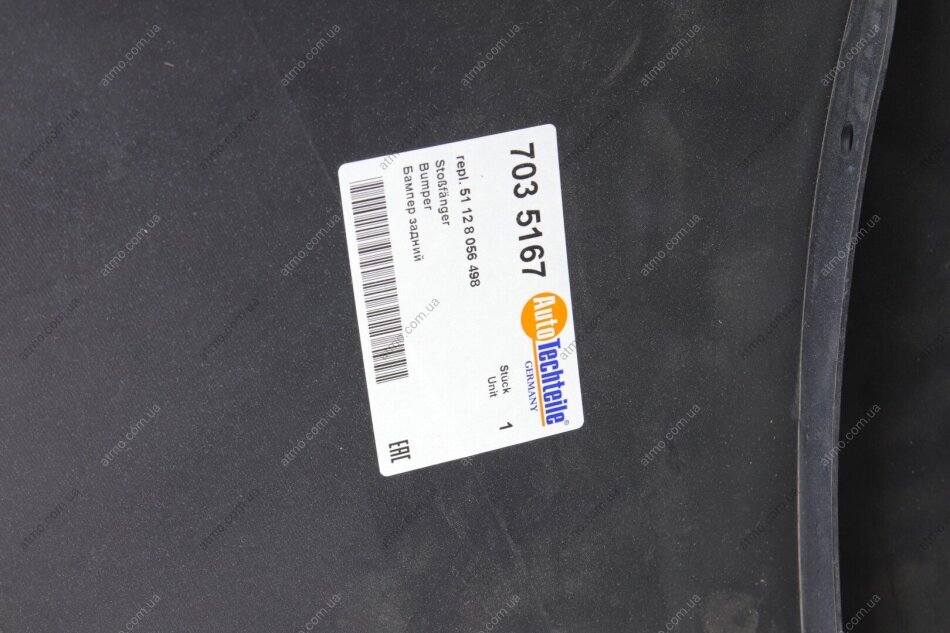 703 5167
AutoTechteile®
GERMANY
repl. 51 12 8 056 498
Stück
Unit
1
Stoßfänger
Bumper
Бампер задний
EAC
atmo.com.ua